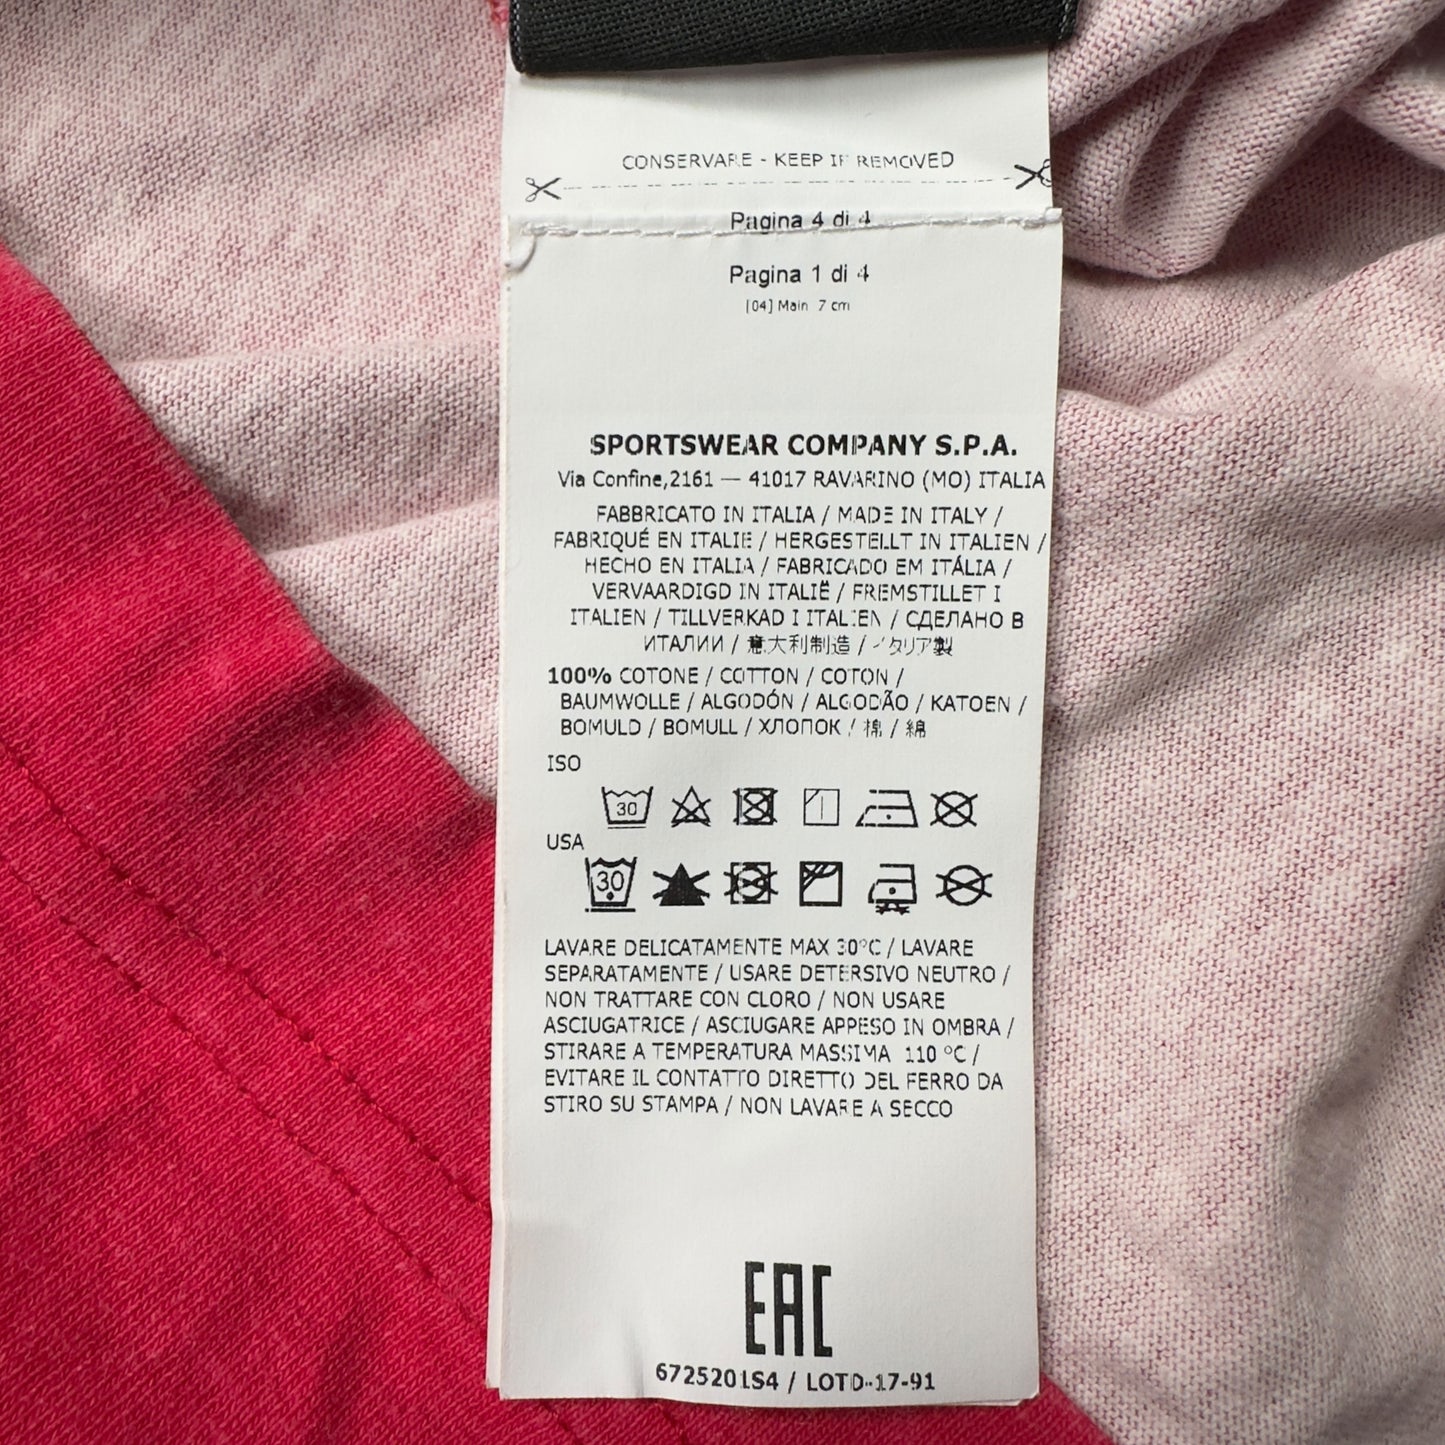 CONSERVARE - KEEP IF REMOVED
Pagina 4 di 4
Pagina 1 di 4
[04] Main 7 cm
SPORTSWEAR COMPANY S.P.A.
Via Confine,2161 — 41017 RAVARINO (MO) ITALIA
FABBRICATO IN ITALIA / MADE IN ITALY /
FABRIQUÉ EN ITALIE / HERGESTELLT IN ITALIEN /
HECHO EN ITALIA / FABRICADO EM ITÁLIA /
VERVAARDIGD IN ITALIË / FREMSTILLET I
ITALIEN / TILLVERKAD I ITALIEN / СДЕЛАНО В
ИТАЛИИ / 意大利制造 / イタリア製
100% COTONE / COTTON / COTON /
BAUMWOLLE / ALGODÓN / ALGODÃO / KATOEN /
BOMULD / BOMULL / ХЛОПОК / 棉 / 綿
ISO
30
USA
30
LAVARE DELICATAMENTE MAX 30°C / LAVARE
SEPARATAMENTE / USARE DETERSIVO NEUTRO /
NON TRATTARE CON CLORO / NON USARE
ASCIUGATRICE / ASCIUGARE APPESO IN OMBRA /
STIRARE A TEMPERATURA MASSIMA 110 °C /
EVITARE IL CONTATTO DIRETTO DEL FERRO DA
STIRO SU STAMPA / NON LAVARE A SECCO
EAC
6725201S4 / LOTD-17-91